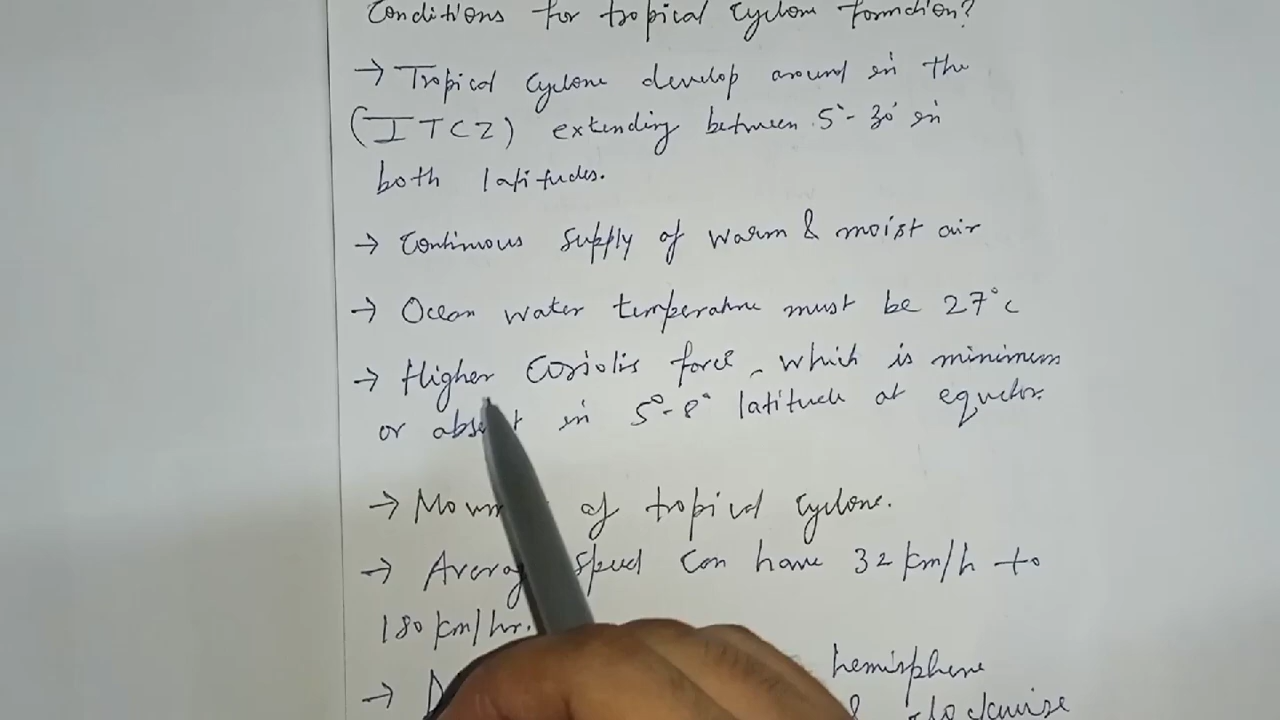 Conditions for tropical cyclone formation?
→ Tropical cyclone develop around in the
(ITCZ) extending between 5°-30° in
both latitudes.
→ Continuous supply of warm & moist air
→ Ocean water temperature must be 27°c
→ Higher Coriolis force, which is minimum
or absent in 5°-8° latitude at equator.
→ of tropical cyclone.
→ Average speed can have 32 km/h to
180 km/hr.
→ hemisphere
clockwise